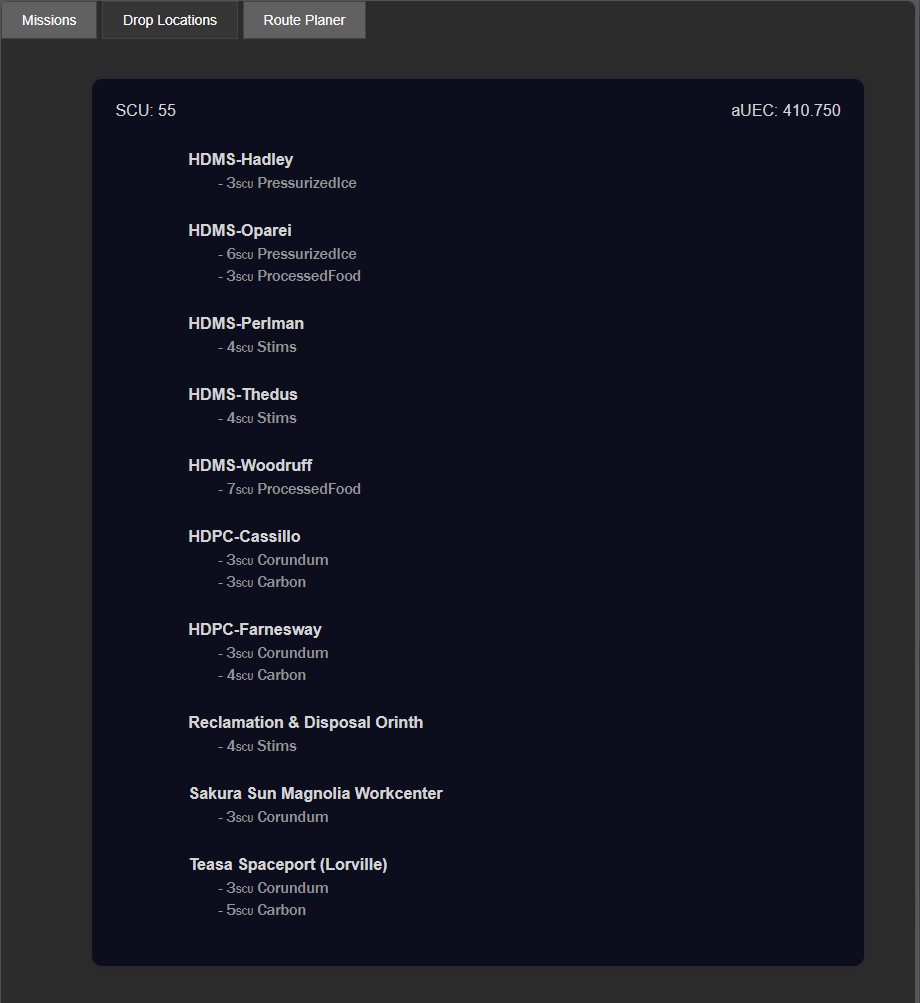 Missions Drop Locations Route Planer
SCU: 55 aUEC: 410.750
HDMS-Hadley
- 3SCU PressurizedIce
HDMS-Oparei
- 6SCU PressurizedIce
- 3SCU ProcessedFood
HDMS-Perlman
- 4SCU Stims
HDMS-Thedus
- 4SCU Stims
HDMS-Woodruff
- 7SCU ProcessedFood
HDPC-Cassillo
- 3SCU Corundum
- 3SCU Carbon
HDPC-Farnesway
- 3SCU Corundum
- 4SCU Carbon
Reclamation & Disposal Orinth
- 4SCU Stims
Sakura Sun Magnolia Workcenter
- 3SCU Corundum
Teasa Spaceport (Lorville)
- 3SCU Corundum
- 5SCU Carbon